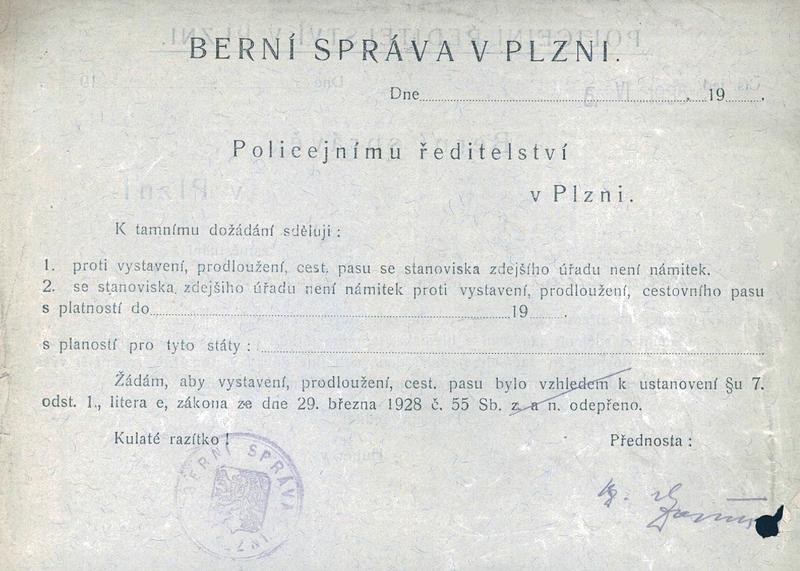 BERNÍ SPRÁVA V PLZNI.
Dne 19 .
Policejnímu ředitelství
v Plzni.
K tamnímu dožádání sděluji :
1. proti vystavení, prodloužení, cest. pasu se stanoviska zdejšího úřadu není námitek.
2. se stanoviska zdejšího úřadu není námitek proti vystavení, prodloužení, cestovního pasu
s platností do 19 .
s plaností pro tyto státy :
Žádám, aby vystavení, prodloužení, cest. pasu bylo vzhledem k ustanovení §u 7.
odst. 1., litera e, zákona ze dne 29. března 1928 č. 55 Sb. z a n. odepřeno.
Kulaté razítko ! Přednosta :
BERNÍ SPRÁVA